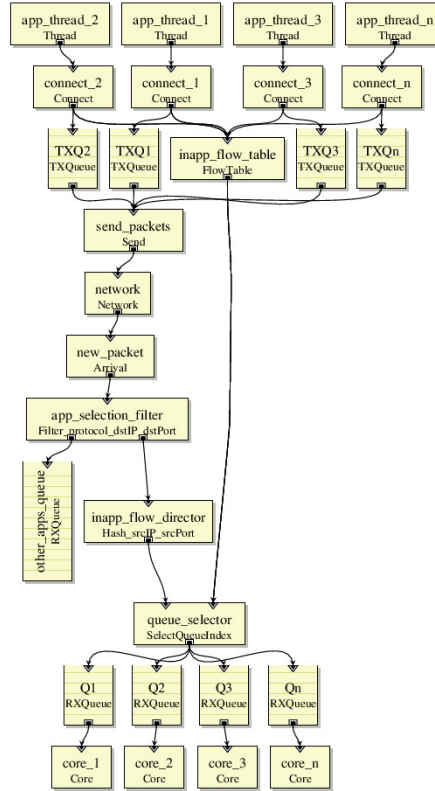 app_thread_2
Thread
app_thread_1
Thread
app_thread_3
Thread
app_thread_n
Thread
connect_2
Connect
connect_1
Connect
connect_3
Connect
connect_n
Connect
TXQ2
TXQueue
TXQ1
TXQueue
inapp_flow_table
FlowTable
TXQ3
TXQueue
TXQn
TXQueue
send_packets
Send
network
Network
new_packet
Arrival
app_selection_filter
Filter_protocol_dstIP_dstPort
other_apps_queue
RXQueue
inapp_flow_director
Hash_srcIP_srcPort
queue_selector
SelectQueueIndex
Q1
RXQueue
Q2
RXQueue
Q3
RXQueue
Qn
RXQueue
core_1
Core
core_2
Core
core_3
Core
core_n
Core